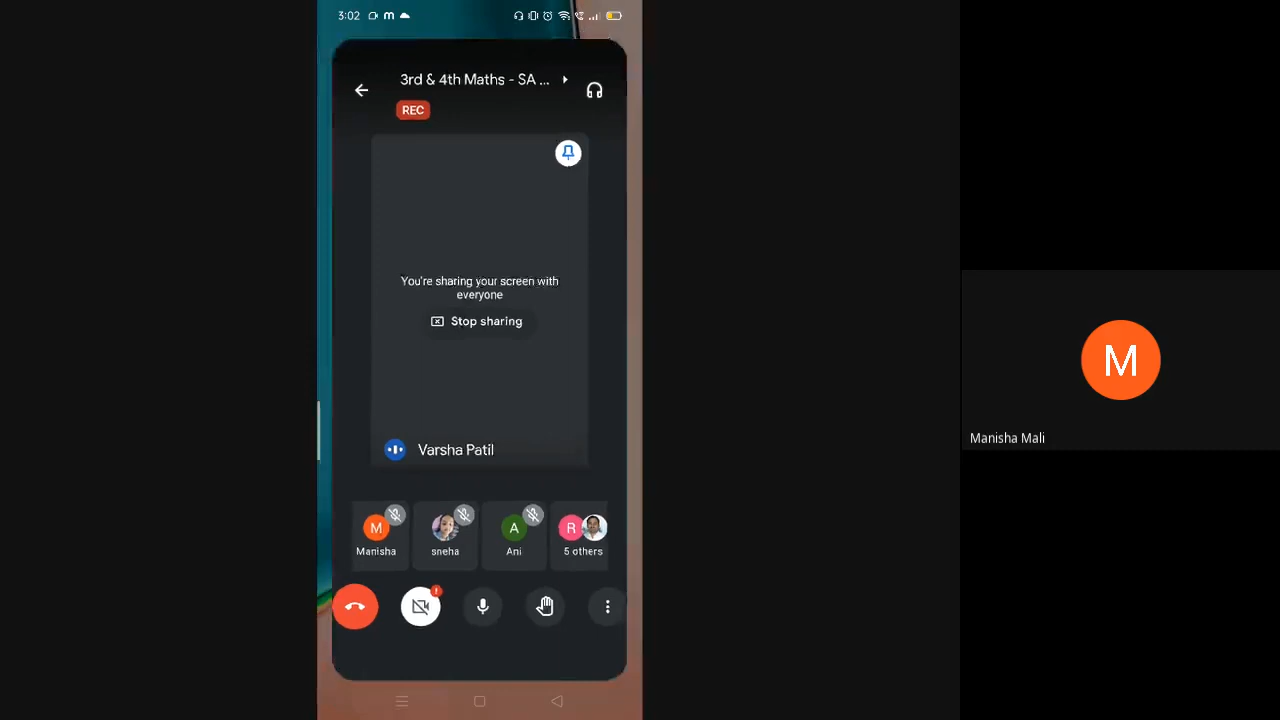 3:02
3rd & 4th Maths - SA ...
REC
You're sharing your screen with
everyone
Stop sharing
Varsha Patil
M
A
R
Manisha
sneha
Ani
5 others
M
Manisha Mali